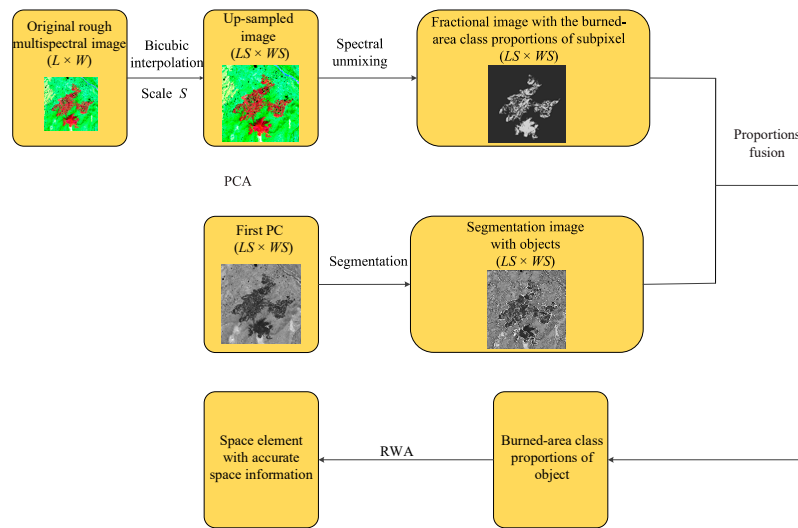 Original rough
multispectral image
(L × W)
Bicubic
interpolation
Scale S
Up-sampled
image
(LS × WS)
Spectral
unmixing
Fractional image with the burned-
area class proportions of subpixel
(LS × WS)
Proportions
fusion
PCA
First PC
(LS × WS)
Segmentation
Segmentation image
with objects
(LS × WS)
Space element
with accurate
space information
RWA
Burned-area class
proportions of
object